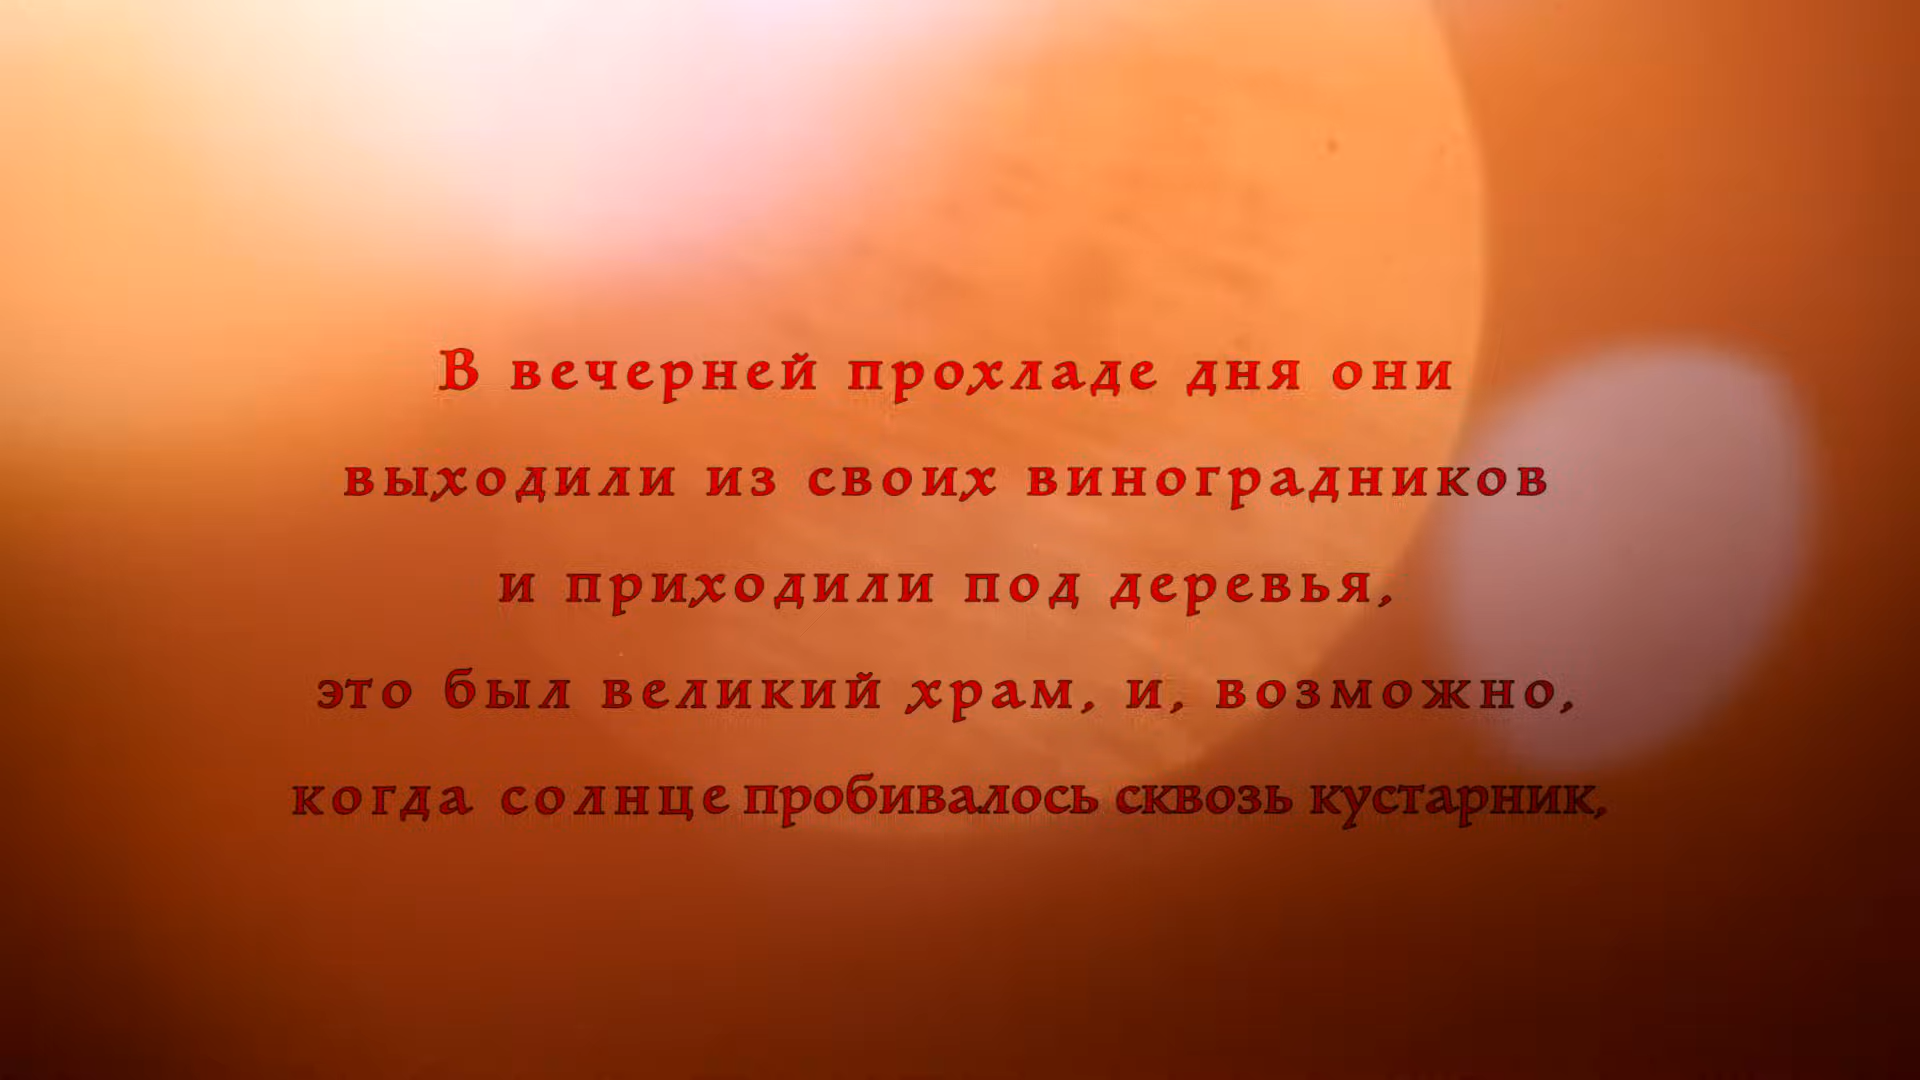 В вечерней прохладе дня они
выходили из своих виноградников
и приходили под деревья,
это был великий храм, и, возможно,
когда солнце пробивалось сквозь кустарник,